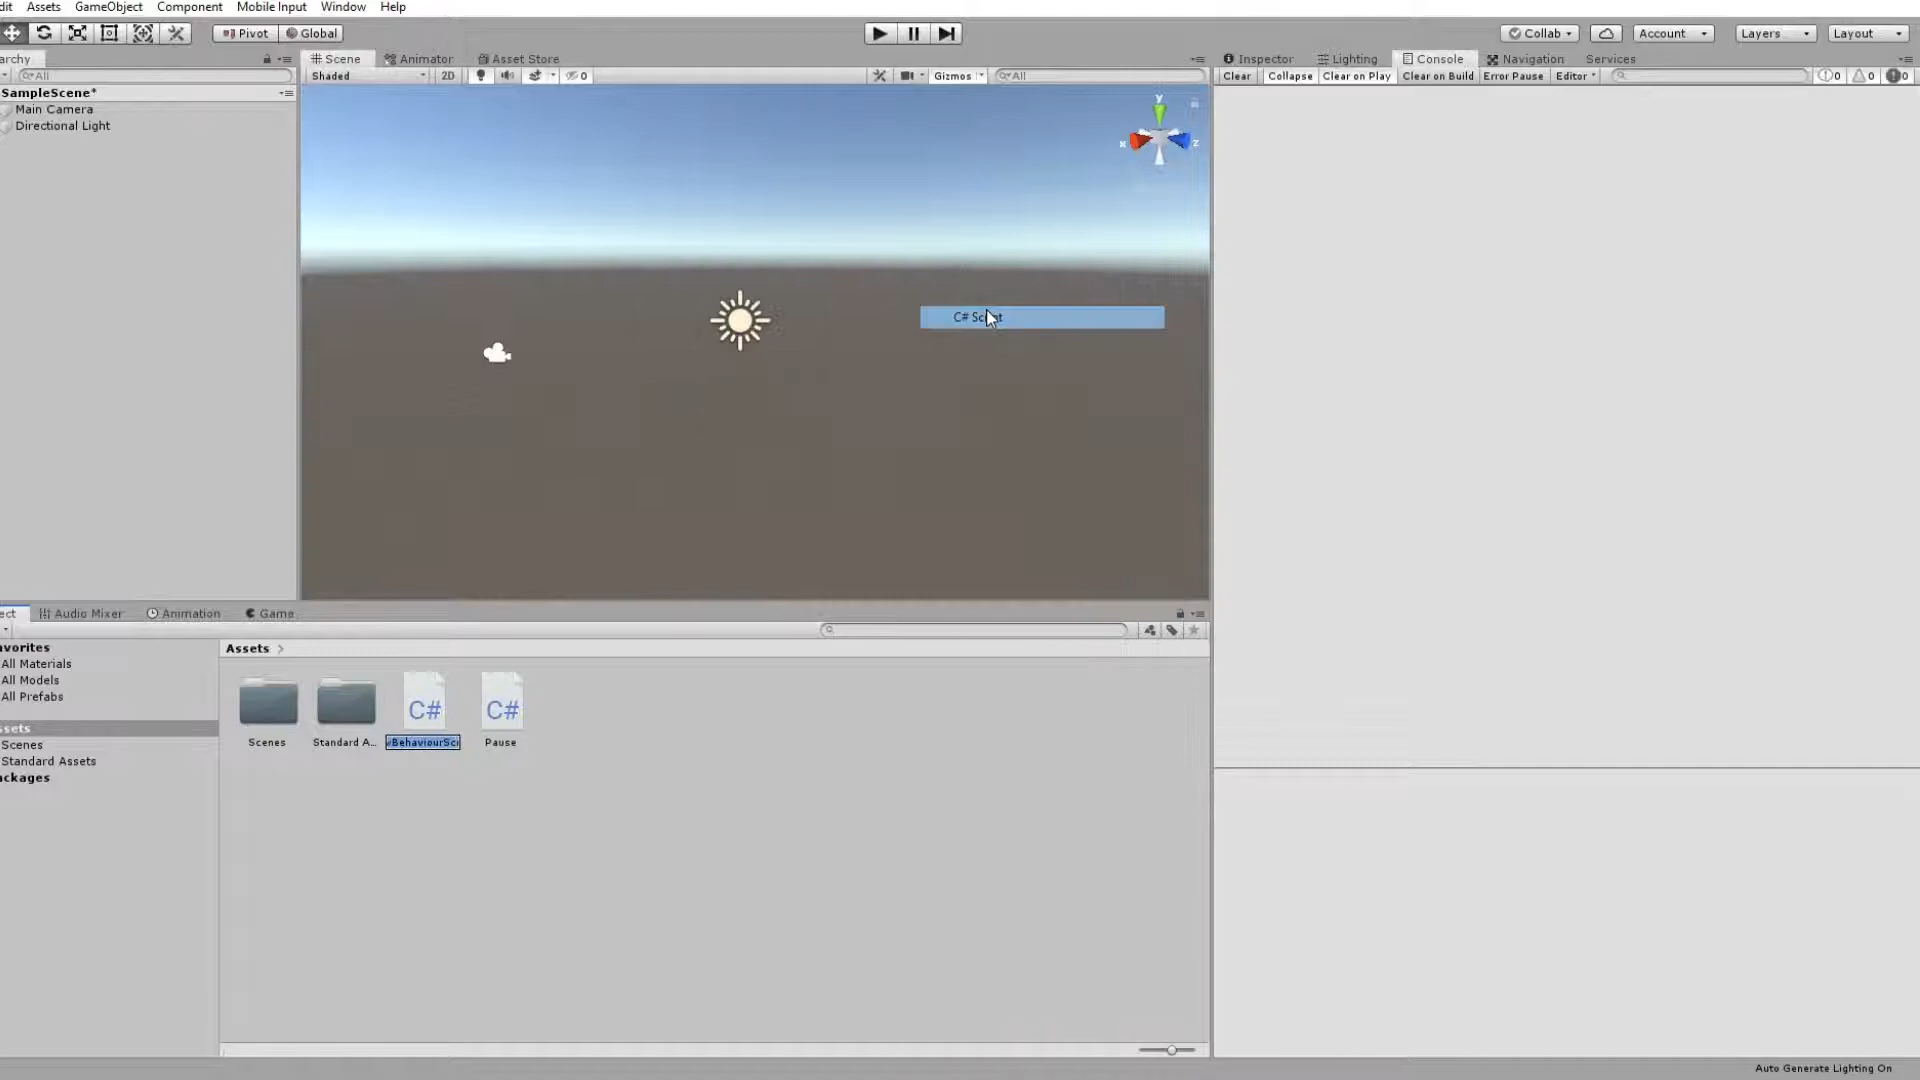 dit Assets GameObject Component Mobile Input Window Help
Pivot Global Collab Account Layers Layout
archy Scene Animator Asset Store Inspector Lighting Console Navigation Services
All Shaded 2D 0 Gizmos All Clear Collapse Clear on Play Clear on Build Error Pause Editor 0 0 0
SampleScene*
Main Camera
Directional Light
y
x z
C# Script
ect Audio Mixer Animation Game
avorites
All Materials
All Models
All Prefabs
Assets >
C# C#
Scenes Standard A... BehaviourScr Pause
ssets
Scenes
Standard Assets
ackages
Auto Generate Lighting On